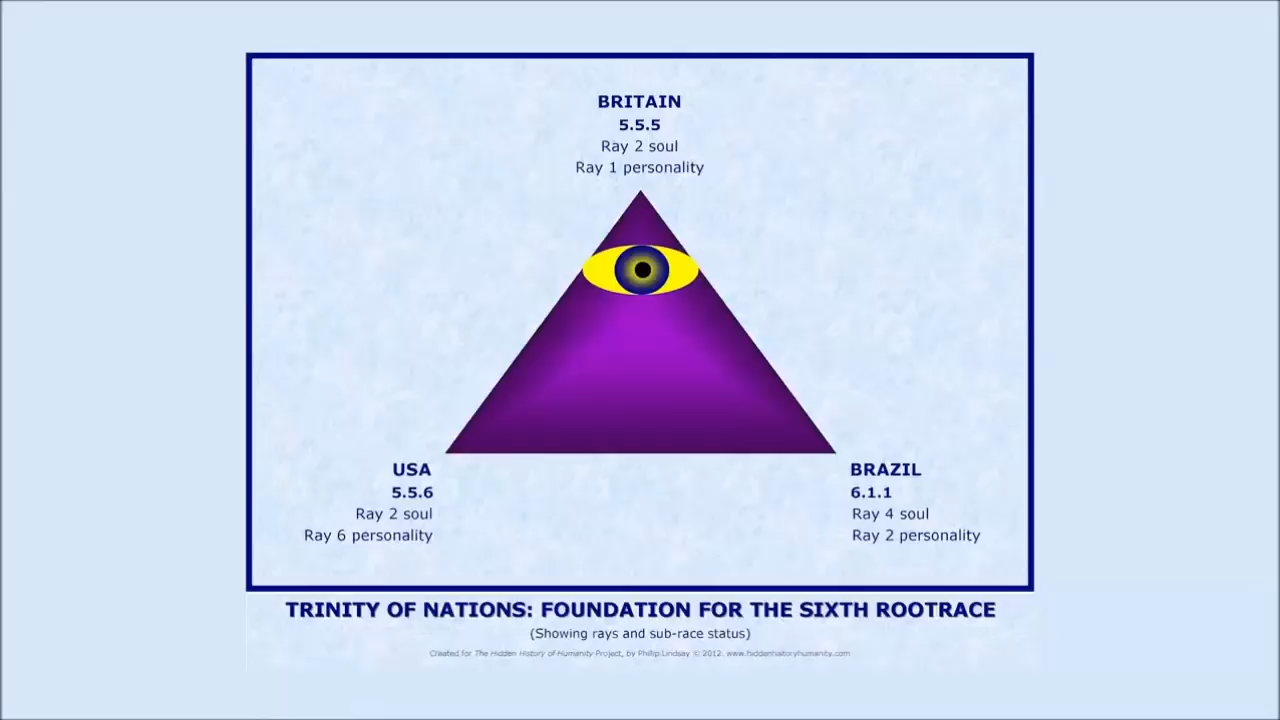 BRITAIN
5.5.5
Ray 2 soul
Ray 1 personality
USA
5.5.6
Ray 2 soul
Ray 6 personality
BRAZIL
6.1.1
Ray 4 soul
Ray 2 personality
TRINITY OF NATIONS: FOUNDATION FOR THE SIXTH ROOTRACE
(Showing rays and sub-race status)
Created for The Hidden History of Humanity Project, by Phillip Lindsay © 2012. www.hiddenhistoryhumanity.com